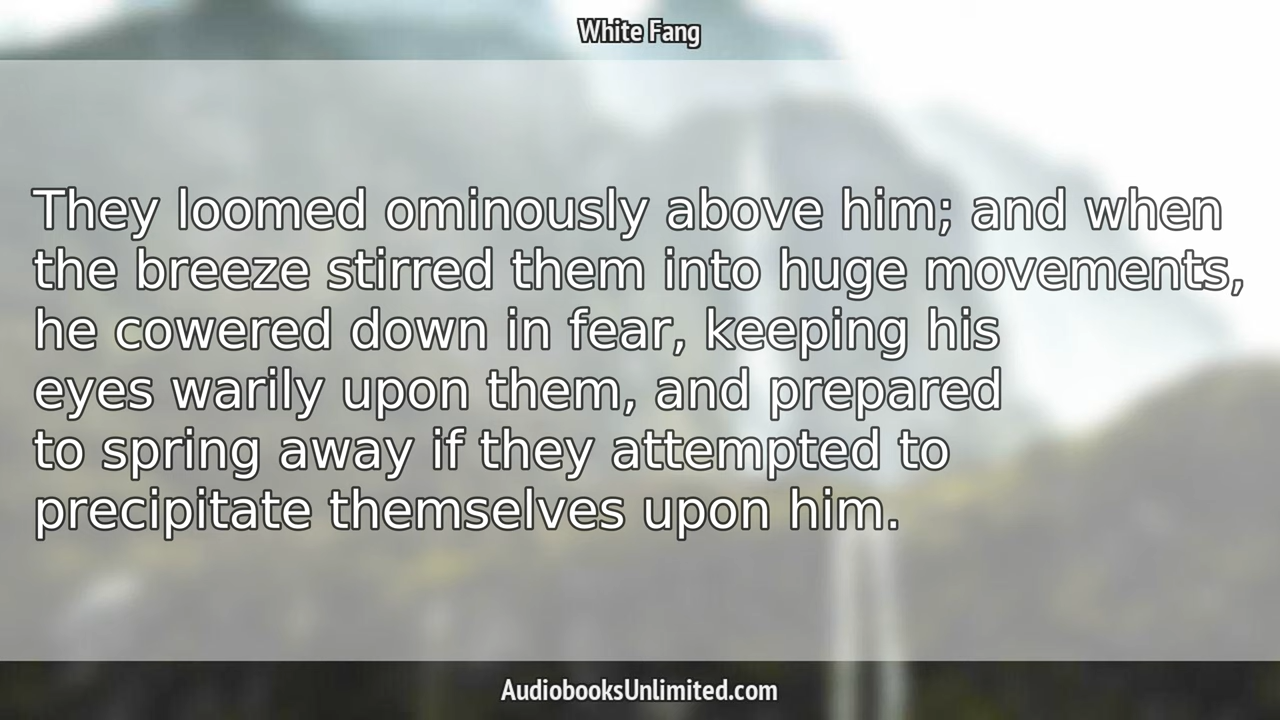 White Fang
They loomed ominously above him; and when
the breeze stirred them into huge movements,
he cowered down in fear, keeping his
eyes warily upon them, and prepared
to spring away if they attempted to
precipitate themselves upon him.
AudiobooksUnlimited.com